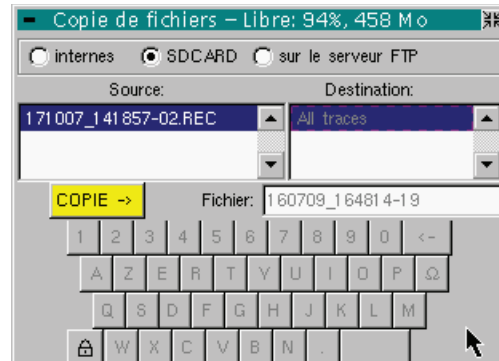 Copie de fichiers – Libre: 94%, 458 Mo
internes SDCARD sur le serveur FTP
Source: Destination:
171007_141857-02.REC All traces
COPIE -> Fichier: 160709_164814-19
1 2 3 4 5 6 7 8 9 0 <-
A Z E R T Y U I O P Ω
Q S D F G H J K L M
W X C V B N .